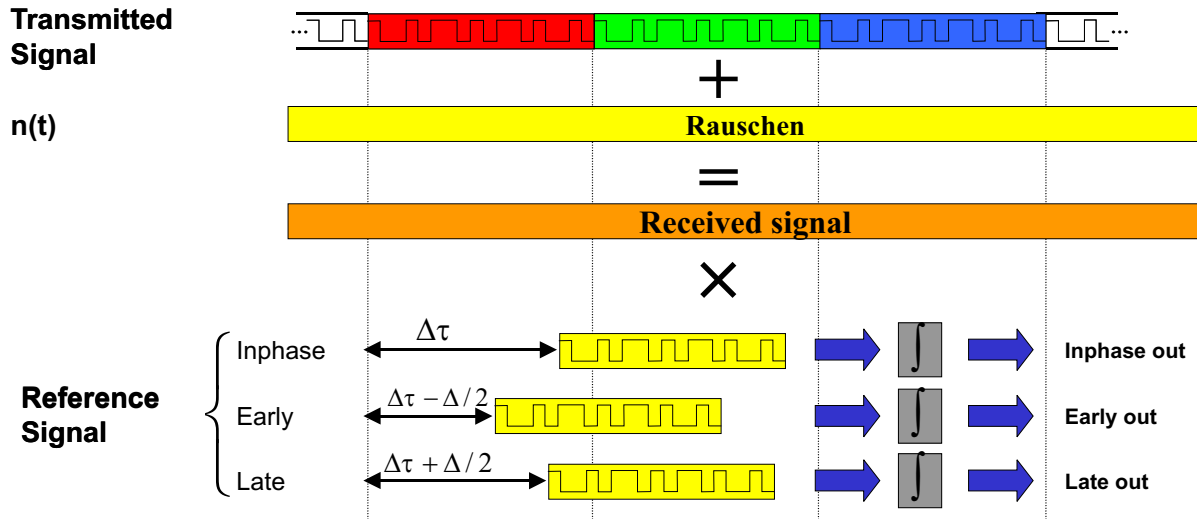 Transmitted
Signal
... ...
+
n(t)
Rauschen
=
Received signal
×
Reference
Signal
Inphase
Δτ
∫
Inphase out
Early
Δτ − Δ/2
∫
Early out
Late
Δτ + Δ/2
∫
Late out